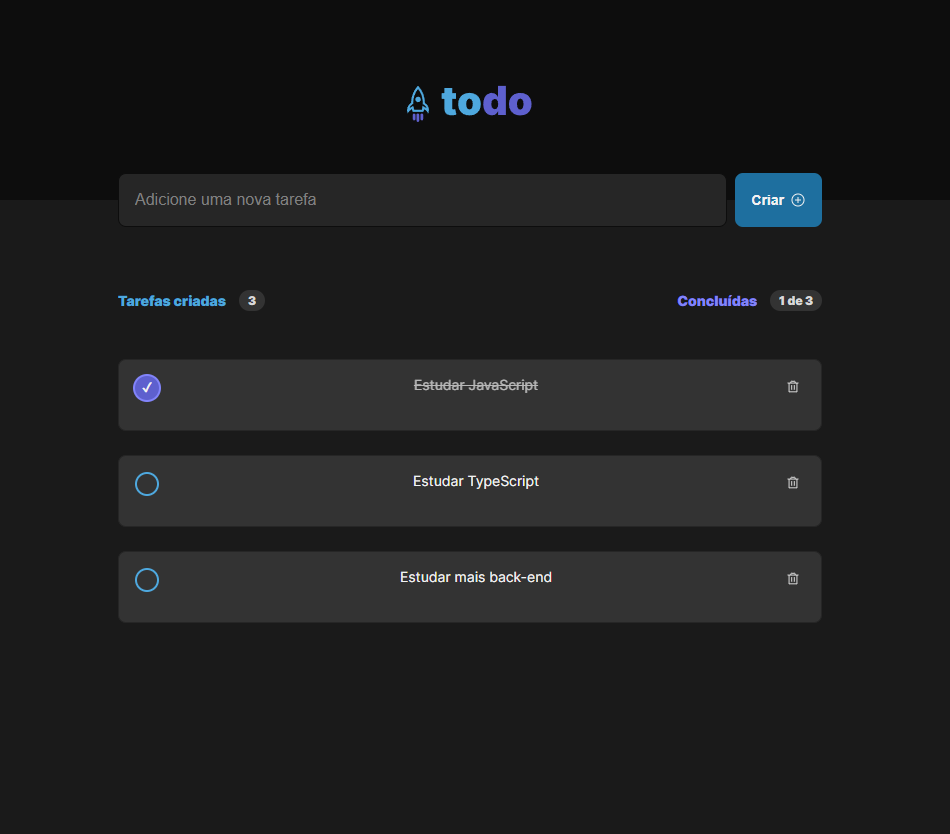 todo
Adicione uma nova tarefa
Criar
Tarefas criadas 3
Concluídas 1 de 3
Estudar JavaScript
Estudar TypeScript
Estudar mais back-end